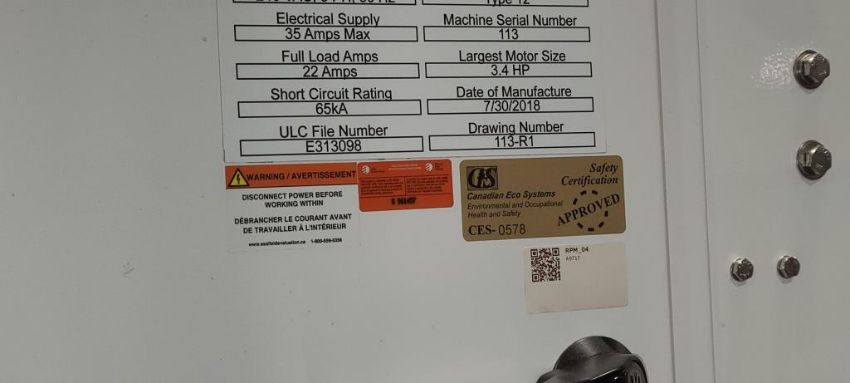 Type 12
Electrical Supply
35 Amps Max
Machine Serial Number
113
Full Load Amps
22 Amps
Largest Motor Size
3.4 HP
Short Circuit Rating
65kA
Date of Manufacture
7/30/2018
ULC File Number
E313098
Drawing Number
113-R1
WARNING / AVERTISSEMENT
DISCONNECT POWER BEFORE
WORKING WITHIN
DÉBRANCHER LE COURANT AVANT
DE TRAVAILLER À L'INTÉRIEUR
Safety
Certification
Canadian Eco Systems
Environmental and Occupational
Health and Safety
APPROVED
CES-0578
RPM_04
A9717